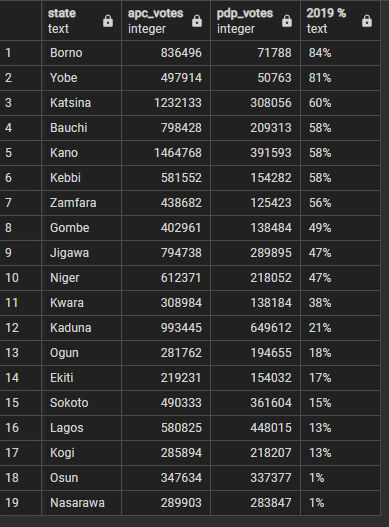 state apc_votes pdp_votes 2019 %
text integer integer text
1 Borno 836496 71788 84%
2 Yobe 497914 50763 81%
3 Katsina 1232133 308056 60%
4 Bauchi 798428 209313 58%
5 Kano 1464768 391593 58%
6 Kebbi 581552 154282 58%
7 Zamfara 438682 125423 56%
8 Gombe 402961 138484 49%
9 Jigawa 794738 289895 47%
10 Niger 612371 218052 47%
11 Kwara 308984 138184 38%
12 Kaduna 993445 649612 21%
13 Ogun 281762 194655 18%
14 Ekiti 219231 154032 17%
15 Sokoto 490333 361604 15%
16 Lagos 580825 448015 13%
17 Kogi 285894 218207 13%
18 Osun 347634 337377 1%
19 Nasarawa 289903 283847 1%